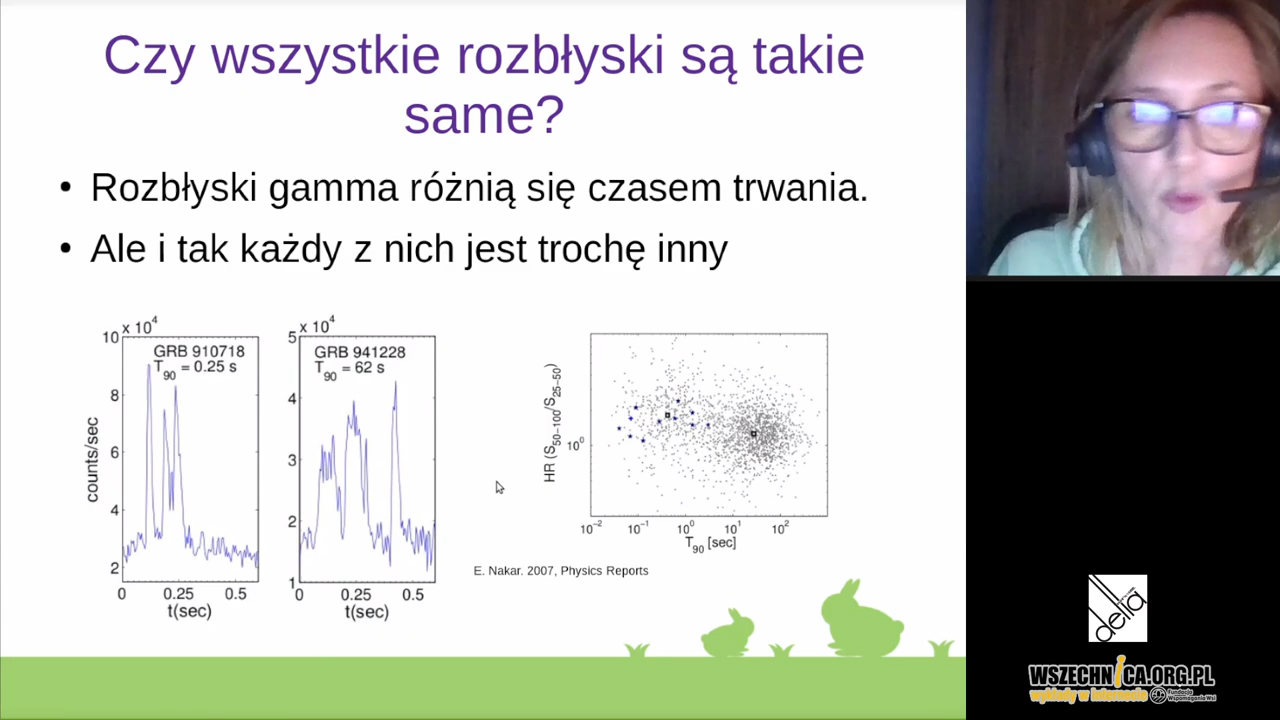 Czy wszystkie rozbłyski są takie
same?
• Rozbłyski gamma różnią się czasem trwania.
• Ale i tak każdy z nich jest trochę inny
x 10⁴
10
8
6
4
2
counts/sec
GRB 910718
T₉₀ = 0.25 s
0 0.25 0.5
t(sec)
x 10⁴
5
4
3
2
1
GRB 941228
T₉₀ = 62 s
0 0.25 0.5
t(sec)
HR (S₅₀₋₁₀₀/S₂₅₋₅₀)
10⁰
10⁻² 10⁻¹ 10⁰ 10¹ 10²
T₉₀ [sec]
E. Nakar. 2007, Physics Reports
delta
WSZECHNiCA.ORG.PL
wykłady w internecie
Fundacja
Wspomagania Wsi